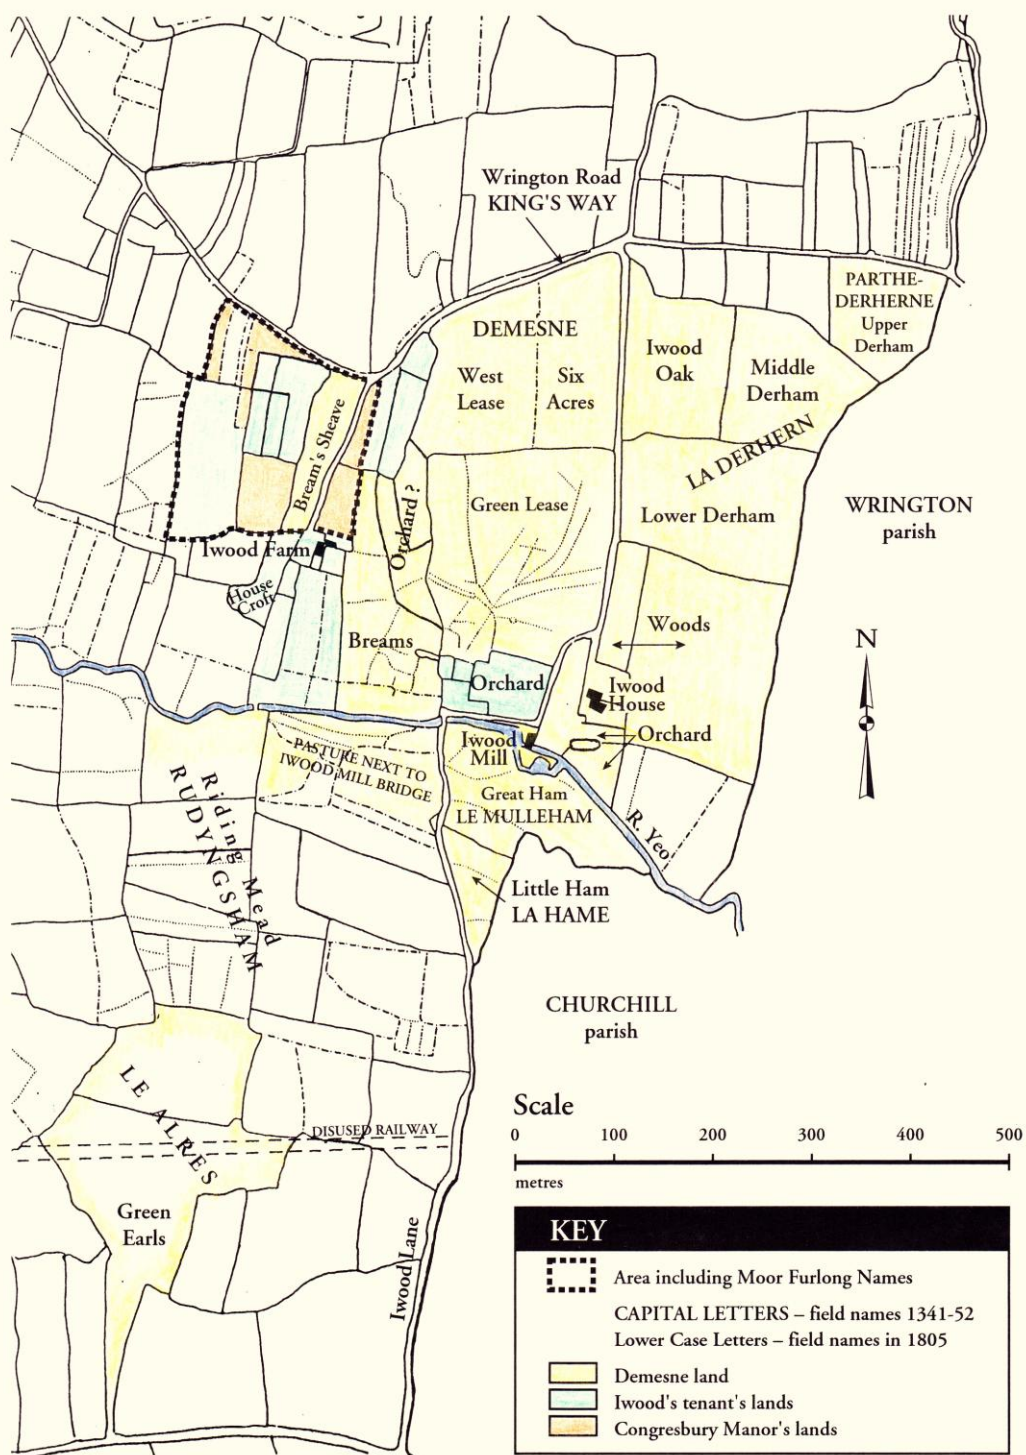 Wrington Road
KING'S WAY
PARTHE-
DERHERNE
Upper
Derham
DEMESNE
West
Lease
Six
Acres
Iwood
Oak
Middle
Derham
LA DERHERN
Bream's Sheave
Orchard ?
Green Lease
Lower Derham
WRINGTON
parish
Iwood Farm
House
Croft
Breams
Woods
N
Orchard
Iwood
House
Orchard
Iwood
Mill
PASTURE NEXT TO
IWOOD MILL BRIDGE
Great Ham
LE MULLEHAM
R. Yeo
Riding Mead
RUDYNGSHAM
Little Ham
LA HAME
CHURCHILL
parish
LE ALRES
DISUSED RAILWAY
Green
Earls
Iwood Lane
Scale
0 100 200 300 400 500
metres
KEY
Area including Moor Furlong Names
CAPITAL LETTERS – field names 1341-52
Lower Case Letters – field names in 1805
Demesne land
Iwood's tenant's lands
Congresbury Manor's lands